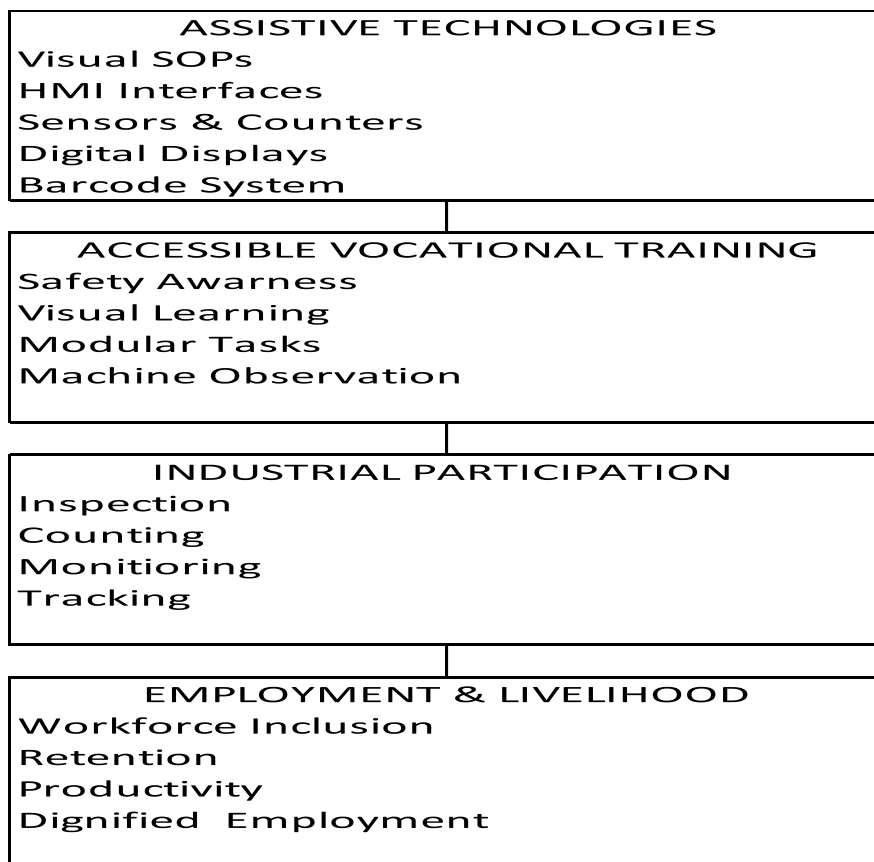 ASSISTIVE TECHNOLOGIES
Visual SOPs
HMI Interfaces
Sensors & Counters
Digital Displays
Barcode System
ACCESSIBLE VOCATIONAL TRAINING
Safety Awarness
Visual Learning
Modular Tasks
Machine Observation
INDUSTRIAL PARTICIPATION
Inspection
Counting
Monitioring
Tracking
EMPLOYMENT & LIVELIHOOD
Workforce Inclusion
Retention
Productivity
Dignified  Employment